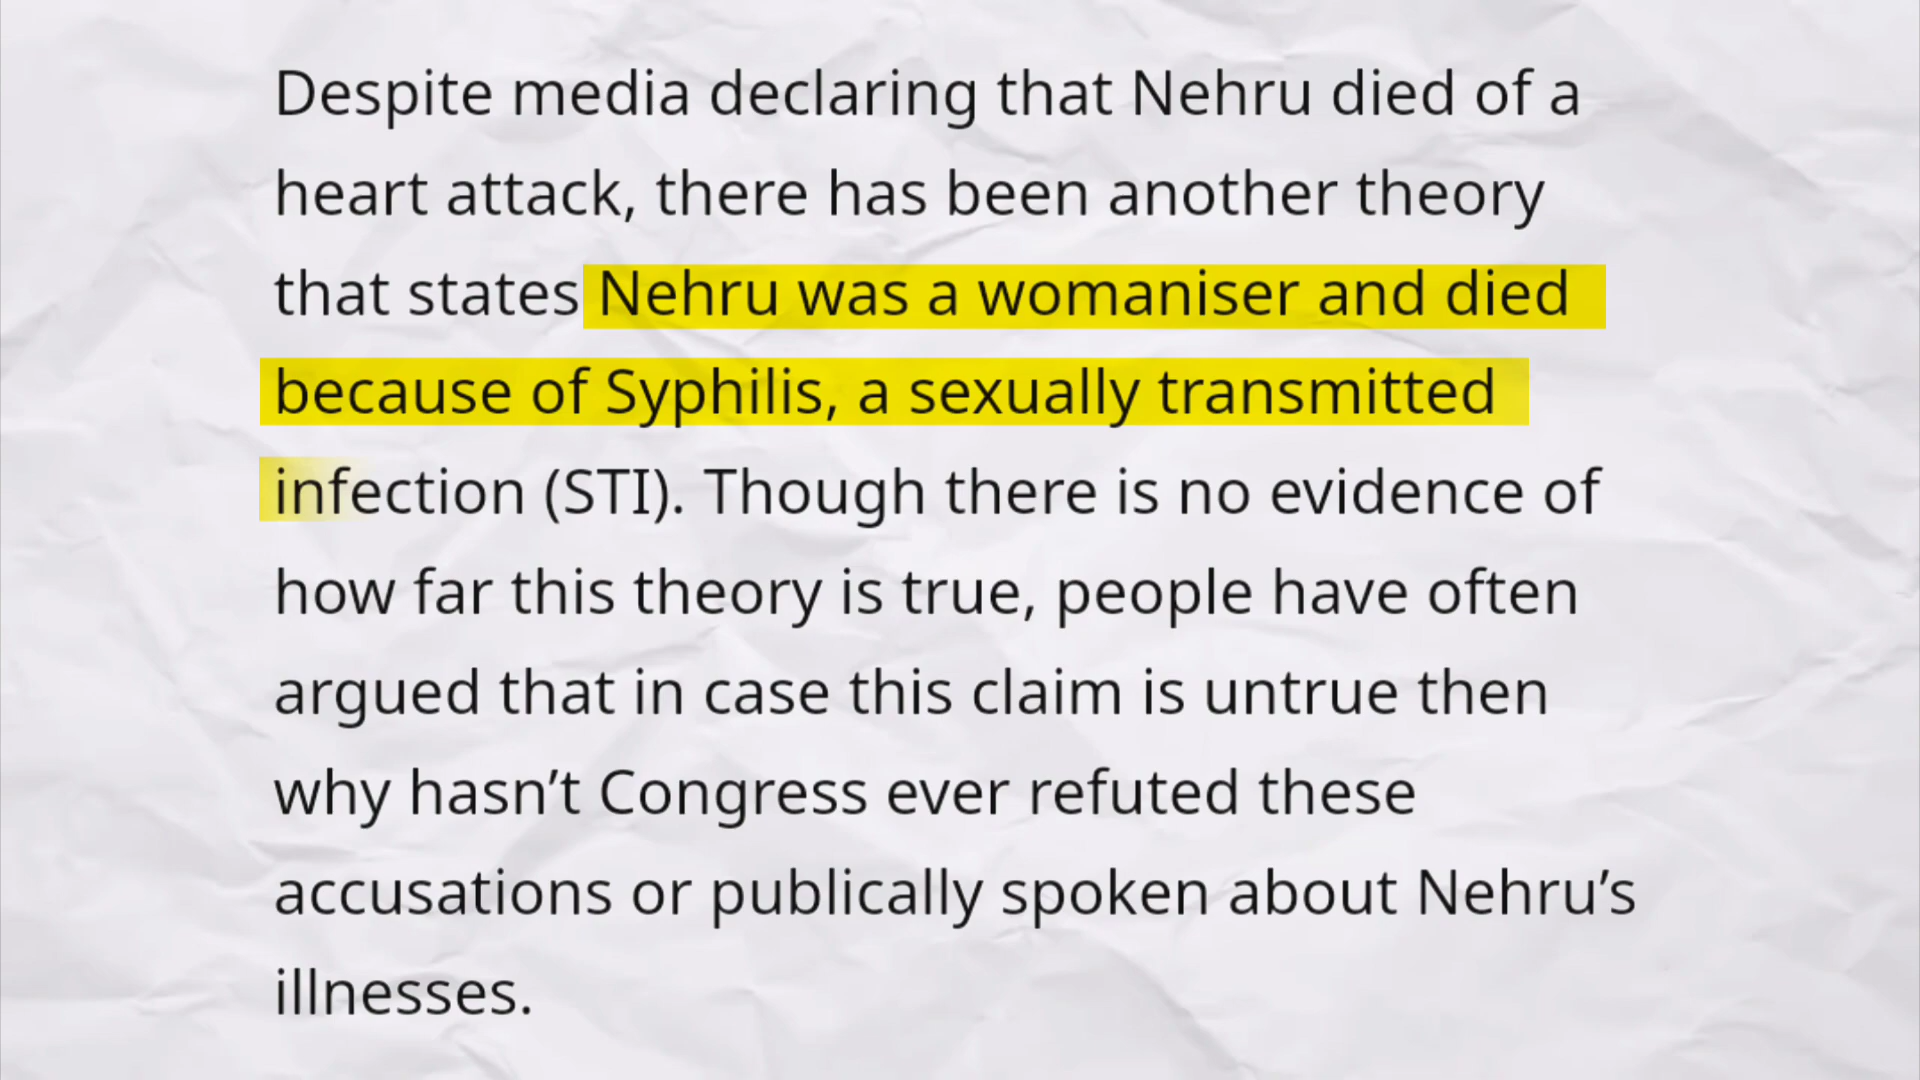 Despite media declaring that Nehru died of a
heart attack, there has been another theory
that states Nehru was a womaniser and died
because of Syphilis, a sexually transmitted
infection (STI). Though there is no evidence of
how far this theory is true, people have often
argued that in case this claim is untrue then
why hasn’t Congress ever refuted these
accusations or publically spoken about Nehru’s
illnesses.